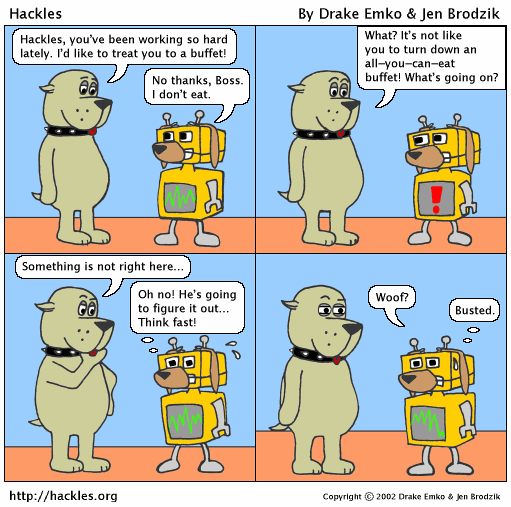 Hackles
By Drake Emko & Jen Brodzik
Hackles, you've been working so hard
lately. I'd like to treat you to a buffet!
No thanks, Boss.
I don't eat.
What? It's not like
you to turn down an
all-you-can-eat
buffet! What's going on?
!
Something is not right here...
Oh no! He's going
to figure it out...
Think fast!
Woof?
Busted.
http://hackles.org
Copyright © 2002 Drake Emko & Jen Brodzik